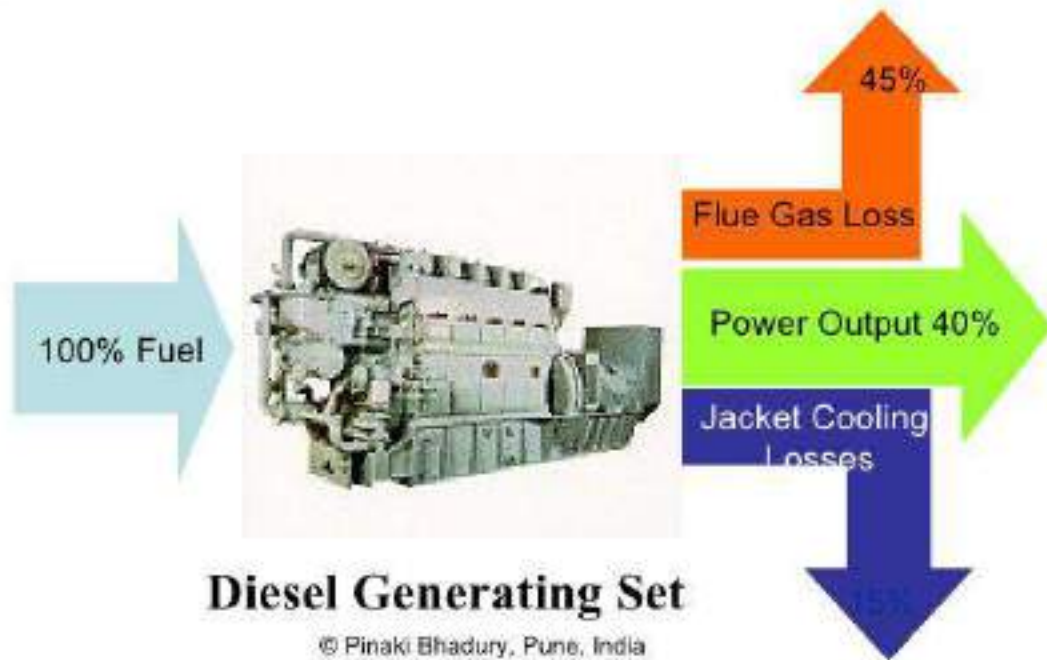 45%
Flue Gas Loss
100% Fuel
Power Output 40%
Jacket Cooling
Losses
15%
Diesel Generating Set
© Pinaki Bhadury, Pune, India